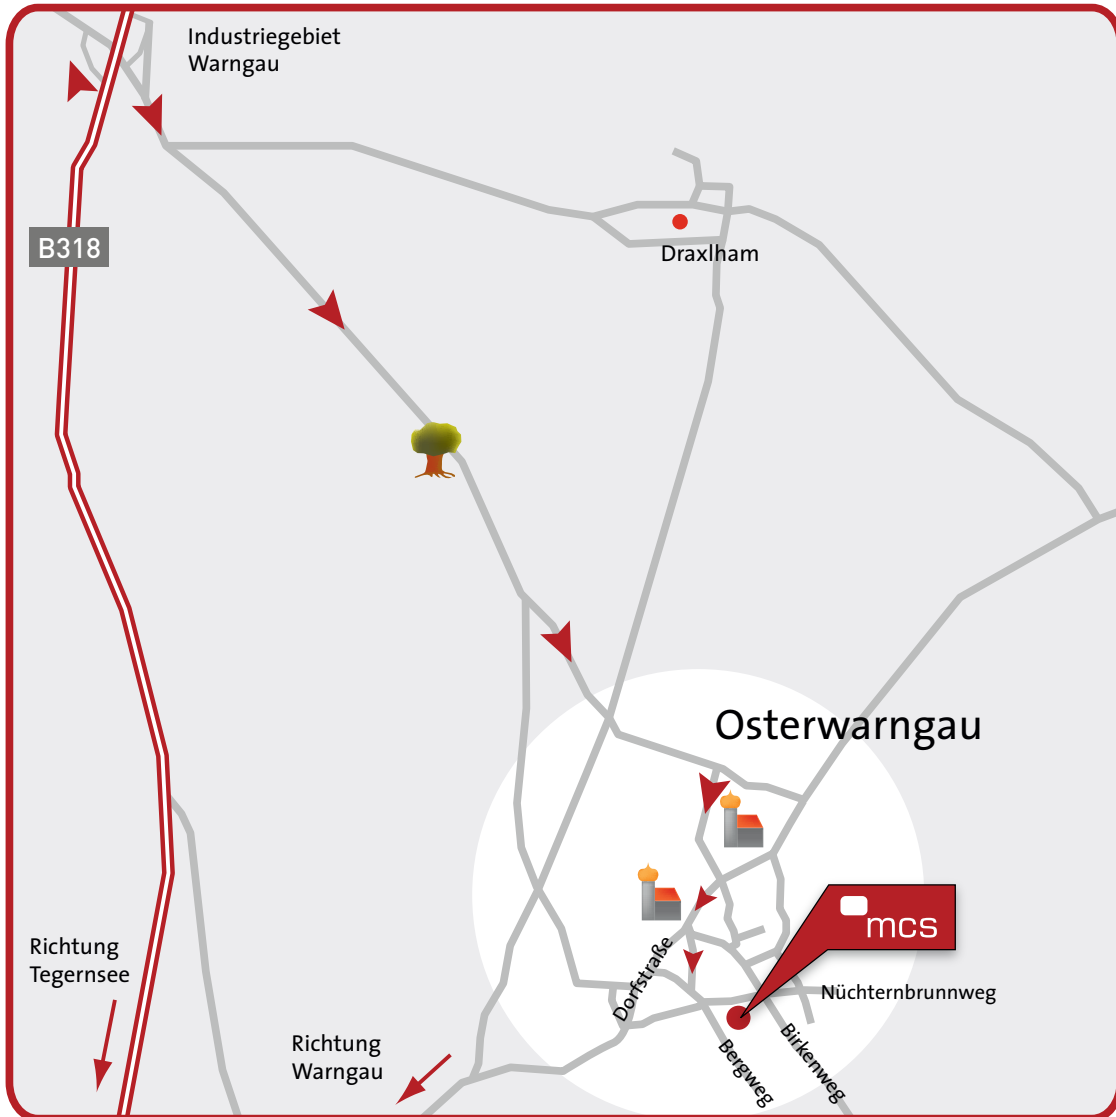 Industriegebiet
Warngau
B318
Draxlham
Osterwarngau
mcs
Richtung
Tegernsee
Dorfstraße
Nüchternbrunnweg
Richtung
Warngau
Bergweg
Birkenweg